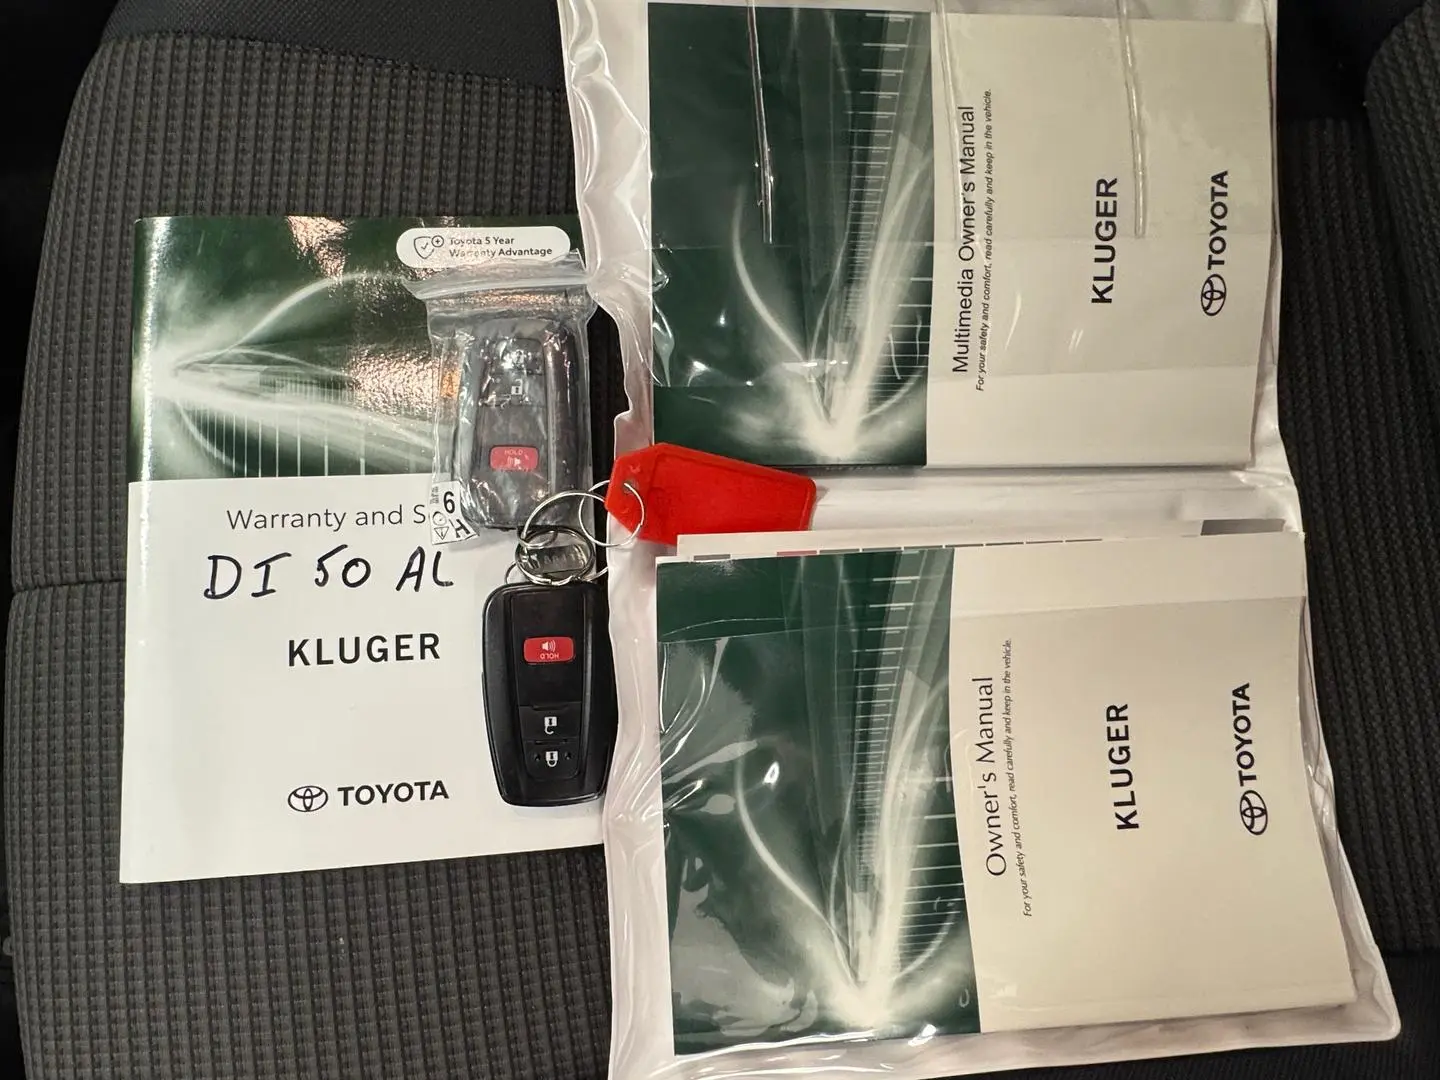 Toyota 5 Year
Warranty Advantage
Warranty and S
DI 50 AL
KLUGER
TOYOTA
HOLD
HOLD
6
Multimedia Owner's Manual
For your safety and comfort, read carefully and keep in the vehicle.
KLUGER
TOYOTA
Owner's Manual
For your safety and comfort, read carefully and keep in the vehicle.
KLUGER
TOYOTA